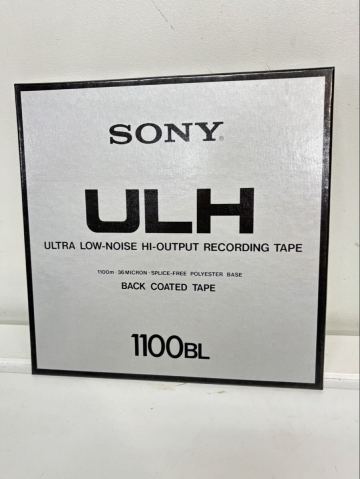 SONY®
ULH
ULTRA LOW-NOISE HI-OUTPUT RECORDING TAPE
1100m · 36 MICRON · SPLICE-FREE POLYESTER BASE
BACK COATED TAPE
1100BL